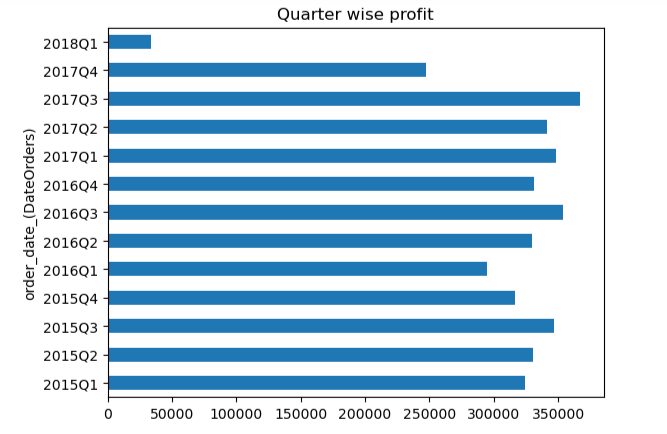 Quarter wise profit
2018Q1
2017Q4
2017Q3
2017Q2
2017Q1
2016Q4
2016Q3
2016Q2
2016Q1
2015Q4
2015Q3
2015Q2
2015Q1
order_date_(DateOrders)
0 50000 100000 150000 200000 250000 300000 350000